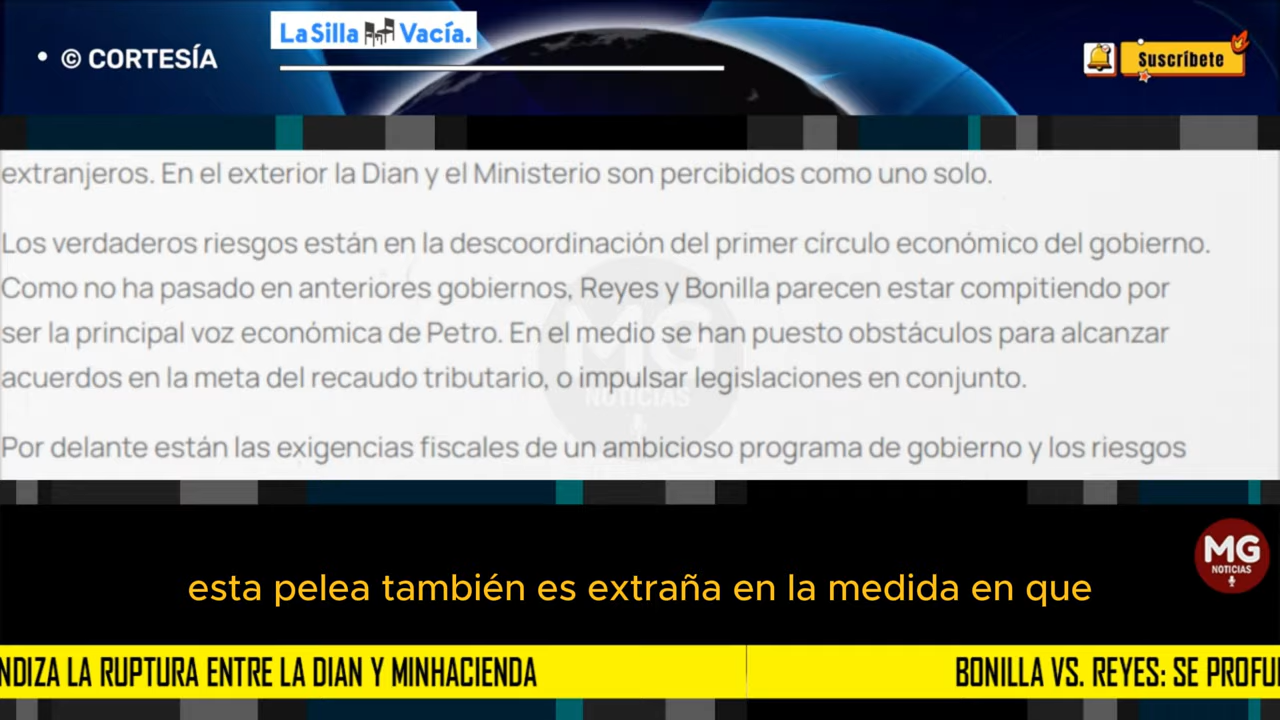 © CORTESÍA
La Silla Vacía.
Suscríbete
extranjeros. En el exterior la Dian y el Ministerio son percibidos como uno solo.
Los verdaderos riesgos están en la descoordinación del primer círculo económico del gobierno.
Como no ha pasado en anteriores gobiernos, Reyes y Bonilla parecen estar compitiendo por
ser la principal voz económica de Petro. En el medio se han puesto obstáculos para alcanzar
acuerdos en la meta del recaudo tributario, o impulsar legislaciones en conjunto.
MG
NOTICIAS
Por delante están las exigencias fiscales de un ambicioso programa de gobierno y los riesgos
MG
NOTICIAS
esta pelea también es extraña en la medida en que
NDIZA LA RUPTURA ENTRE LA DIAN Y MINHACIENDA
BONILLA VS. REYES: SE PROFU